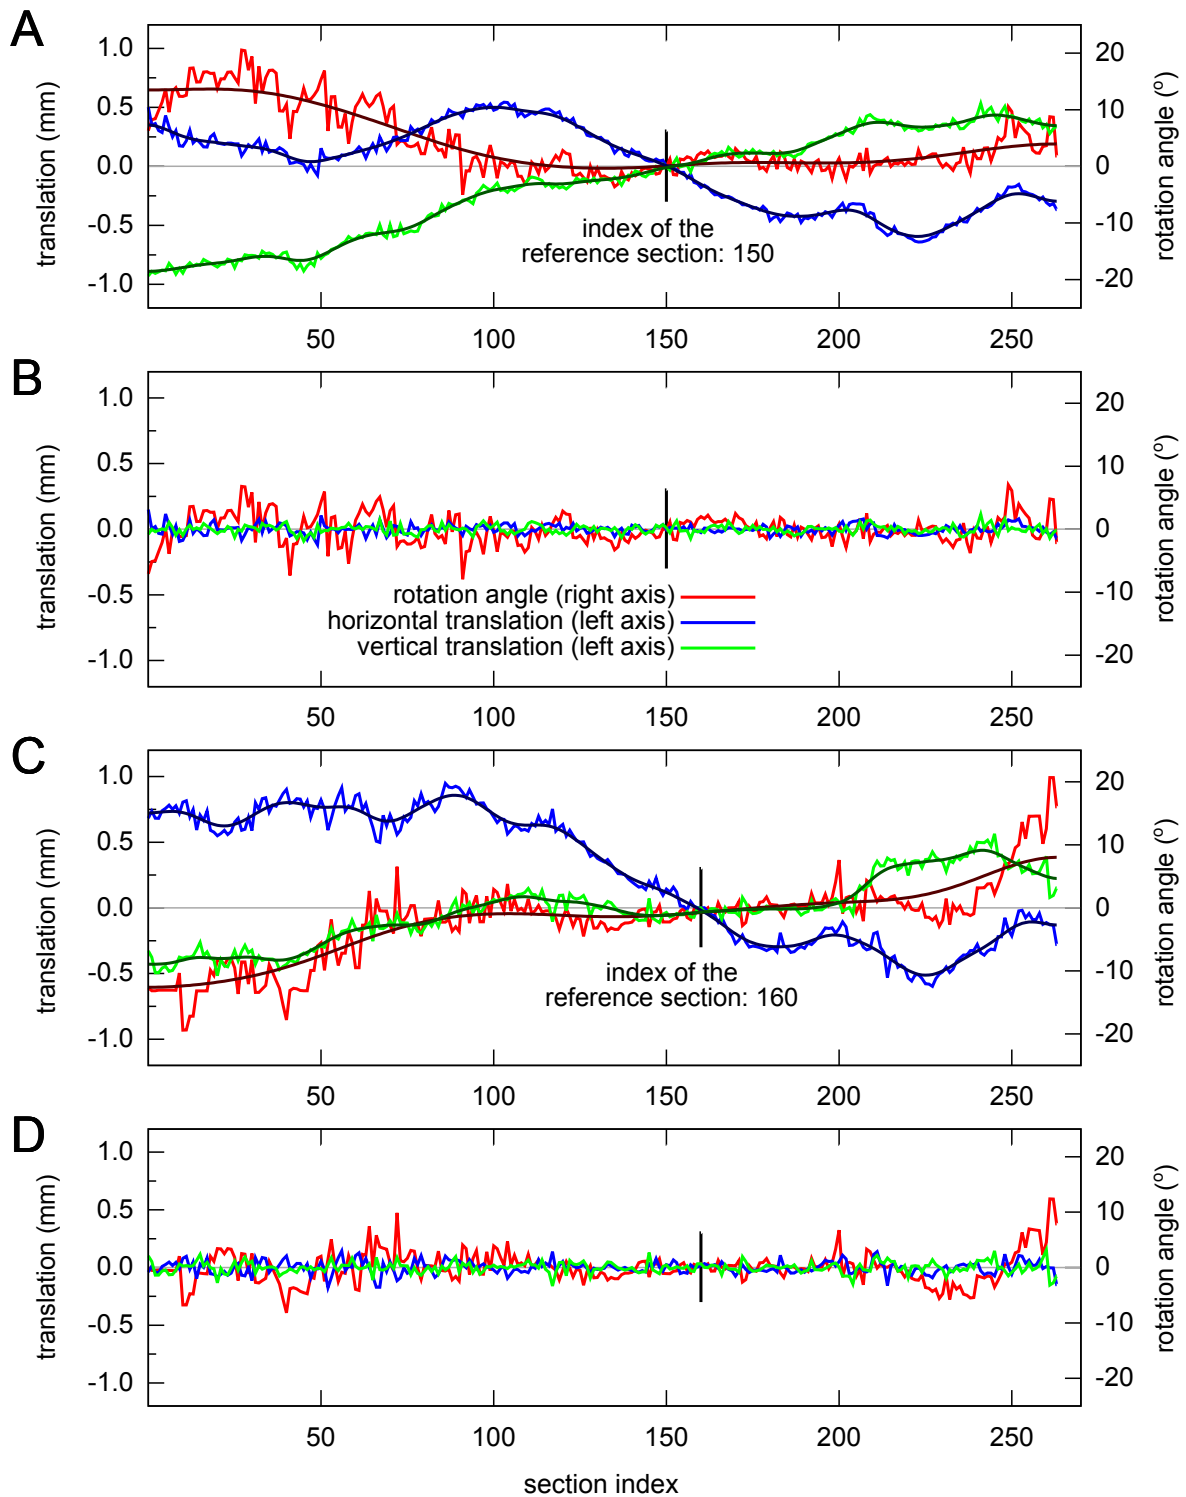 A
translation (mm)
1.0
0.5
0.0
-0.5
-1.0
index of the
reference section: 150
20
10
0
-10
-20
rotation angle (°)
50 100 150 200 250
B
translation (mm)
1.0
0.5
0.0
-0.5
-1.0
rotation angle (right axis)
horizontal translation (left axis)
vertical translation (left axis)
20
10
0
-10
-20
rotation angle (°)
50 100 150 200 250
C
translation (mm)
1.0
0.5
0.0
-0.5
-1.0
index of the
reference section: 160
20
10
0
-10
-20
rotation angle (°)
50 100 150 200 250
D
translation (mm)
1.0
0.5
0.0
-0.5
-1.0
20
10
0
-10
-20
rotation angle (°)
50 100 150 200 250
section index